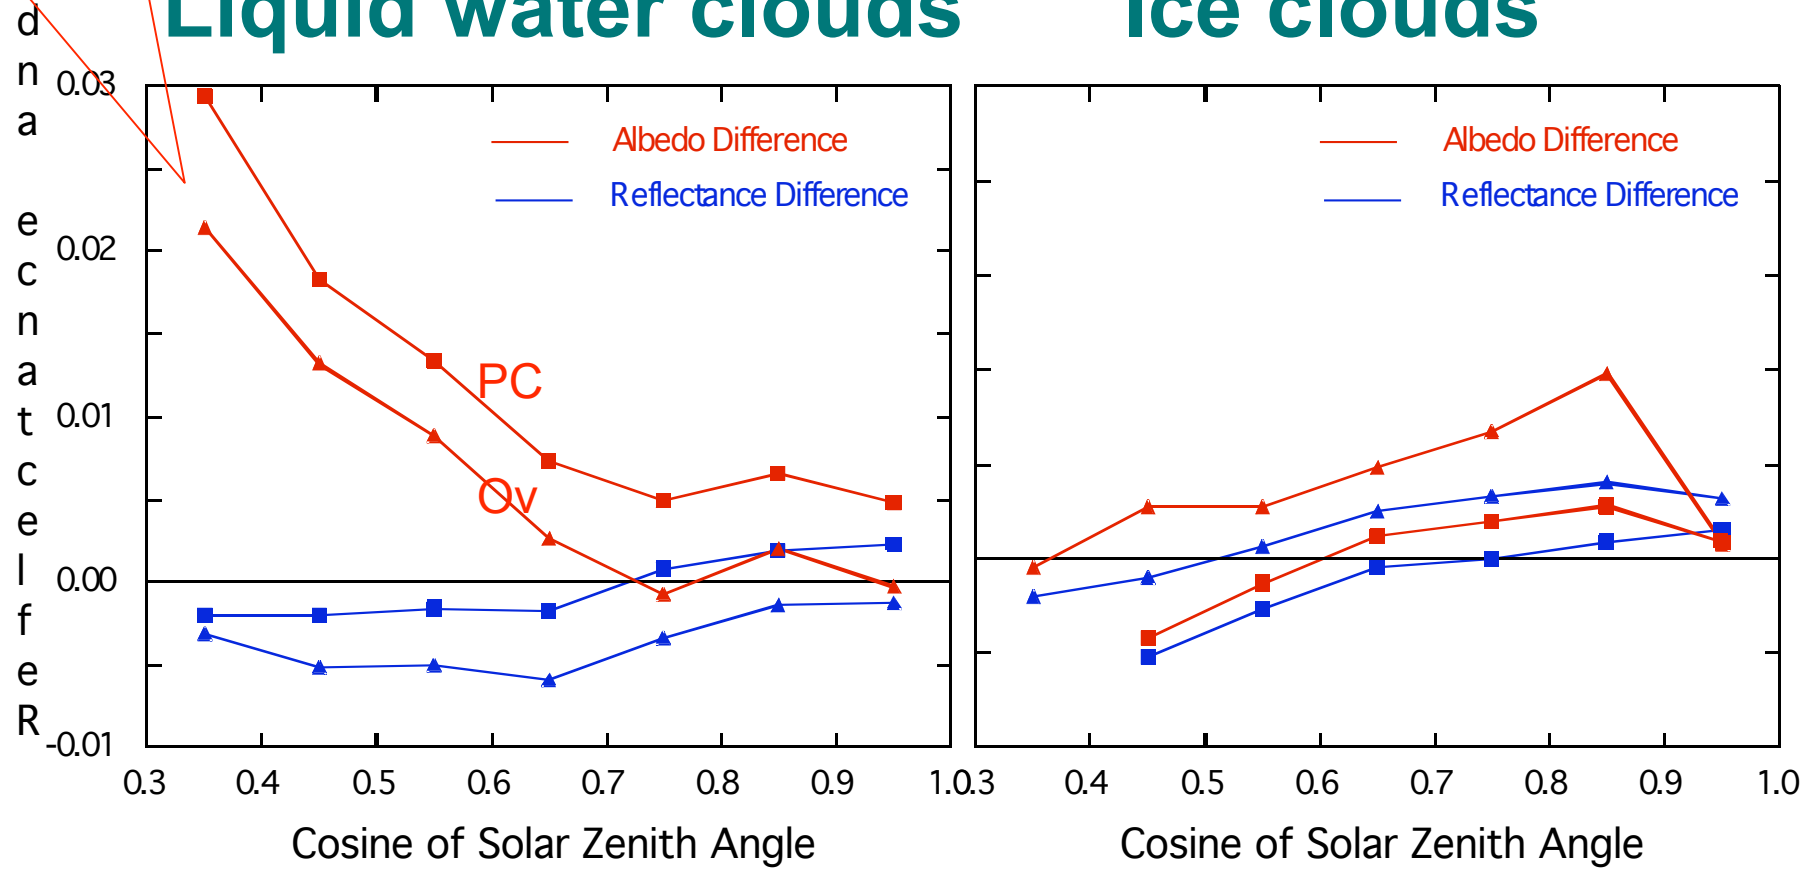 Liquid water clouds
Ice clouds
Reflectance and
0.03
0.02
0.01
0.00
-0.01
Albedo Difference
Reflectance Difference
PC
Ov
0.3 0.4 0.5 0.6 0.7 0.8 0.9 1.0
Cosine of Solar Zenith Angle
Albedo Difference
Reflectance Difference
0.3 0.4 0.5 0.6 0.7 0.8 0.9 1.0
Cosine of Solar Zenith Angle